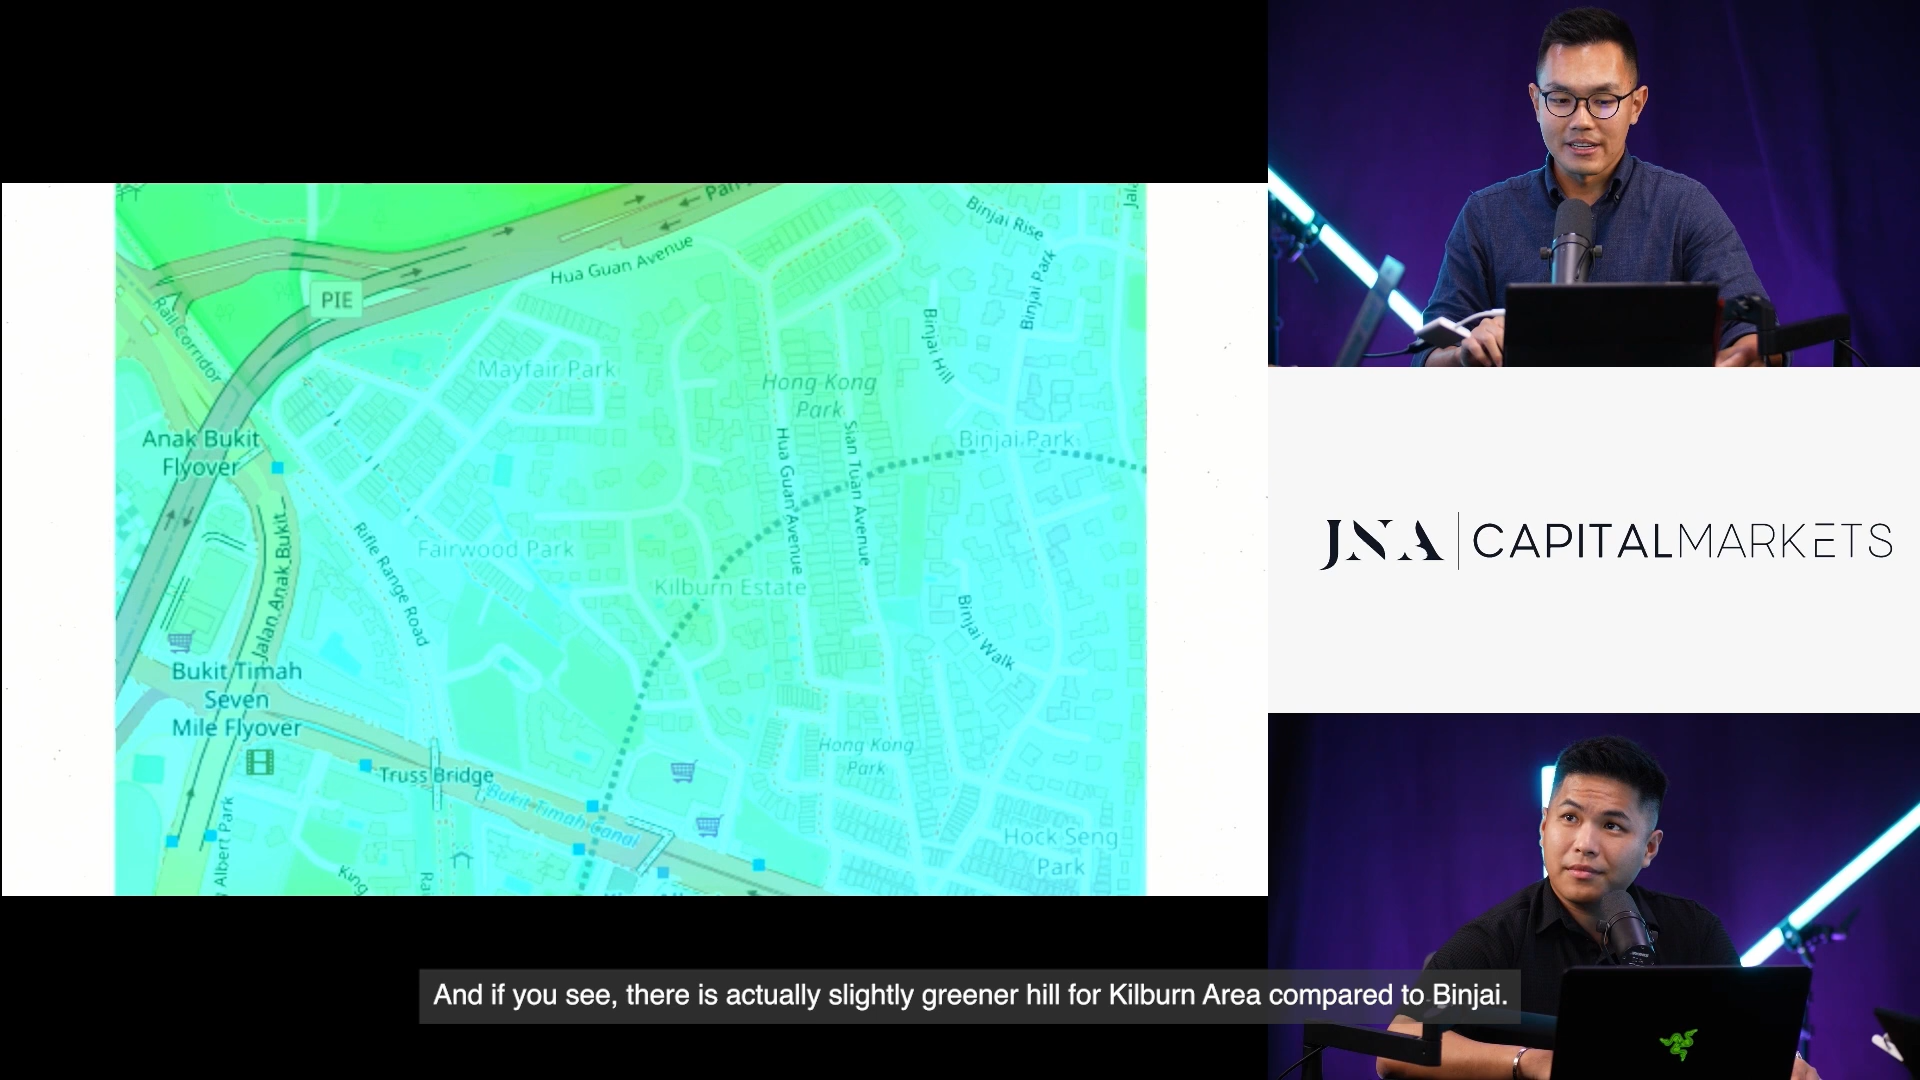 Pan
Binjai Rise
Jala
Hua Guan Avenue
Binjai Park
PIE
Rail Corridor
Binjai Hill
Mayfair Park
Hong Kong
Park
Anak Bukit
Flyover
Binjai Park
Hua Guan Avenue
Sian Tuan Avenue
Rifle Range Road
Fairwood Park
Jalan Anak Bukit
Kilburn Estate
Binjai Walk
Bukit Timah
Seven
Mile Flyover
Hong Kong
Park
Truss Bridge
Bukit Timah Canal
Albert Park
King
Hock Seng
Park
JNA | CAPITALMARKETS
And if you see, there is actually slightly greener hill for Kilburn Area compared to Binjai.